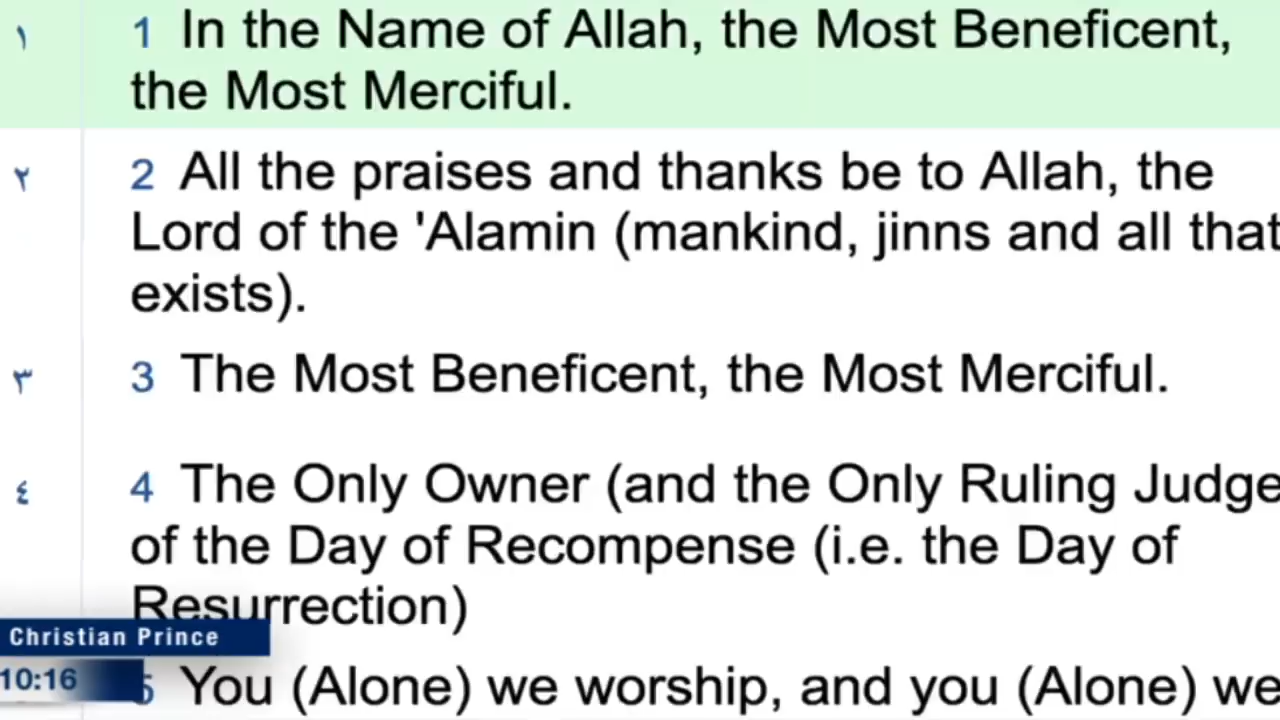 ١ 1 In the Name of Allah, the Most Beneficent,
the Most Merciful.
٢ 2 All the praises and thanks be to Allah, the
Lord of the 'Alamin (mankind, jinns and all that
exists).
٣ 3 The Most Beneficent, the Most Merciful.
٤ 4 The Only Owner (and the Only Ruling Judge
of the Day of Recompense (i.e. the Day of
Resurrection)
Christian Prince
10:16
5 You (Alone) we worship, and you (Alone) we